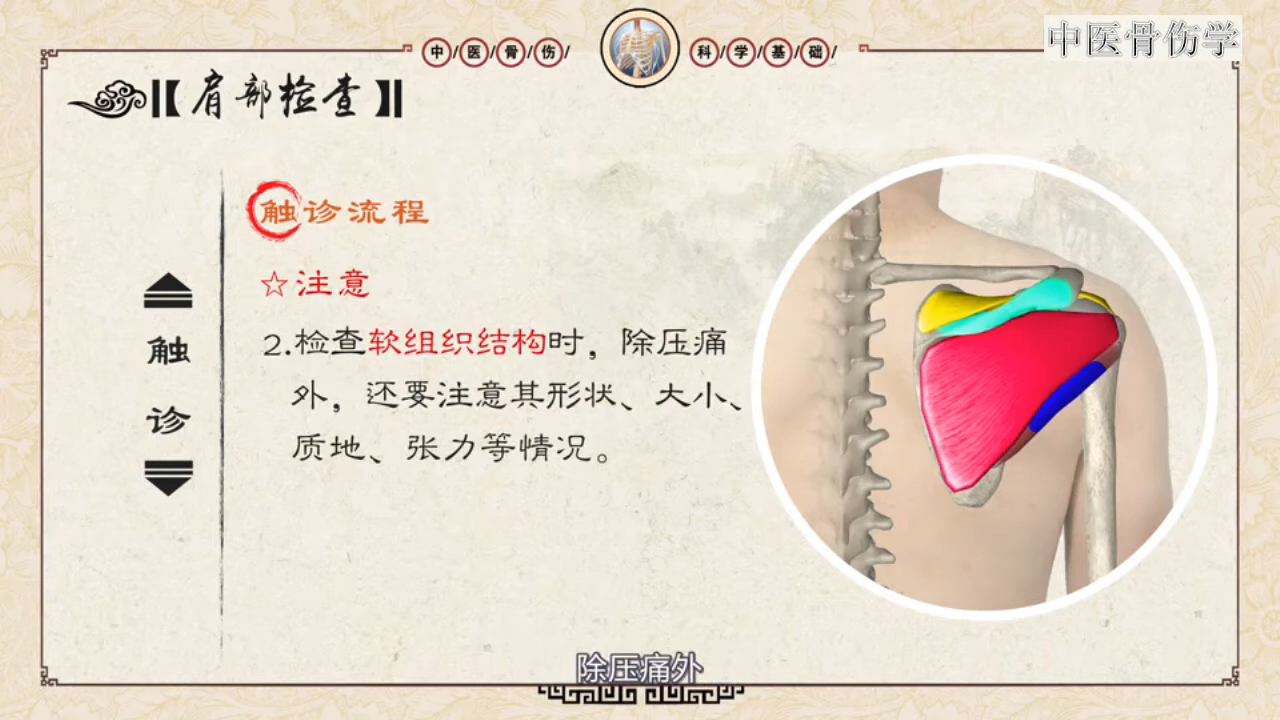 中/医/骨/伤/ 科/学/基/础/
中医骨伤学
【肩部检查】
触诊流程
☆注意
2.检查软组织结构时，除压痛
外，还要注意其形状、大小、
质地、张力等情况。
触诊
除压痛外